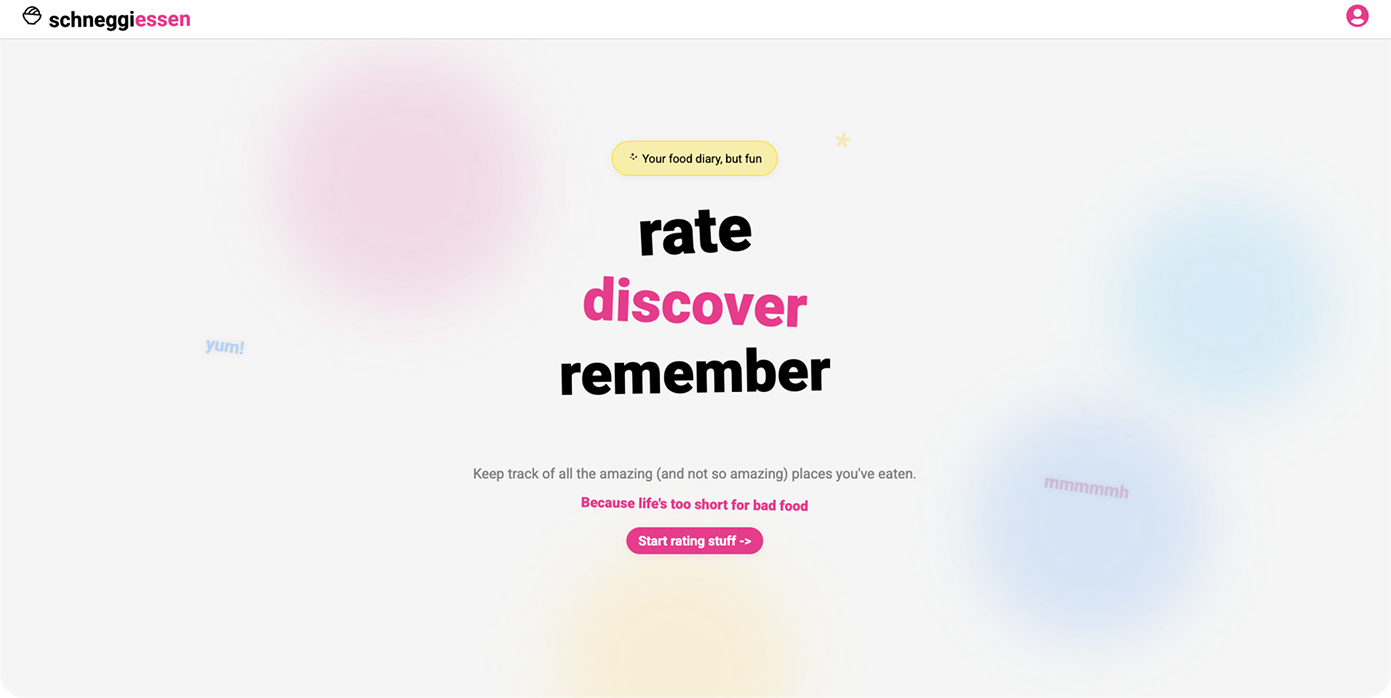 schneggiessen
Your food diary, but fun
*
rate
discover
yum!
remember
Keep track of all the amazing (and not so amazing) places you've eaten.
mmmmmh
Because life's too short for bad food
Start rating stuff ->